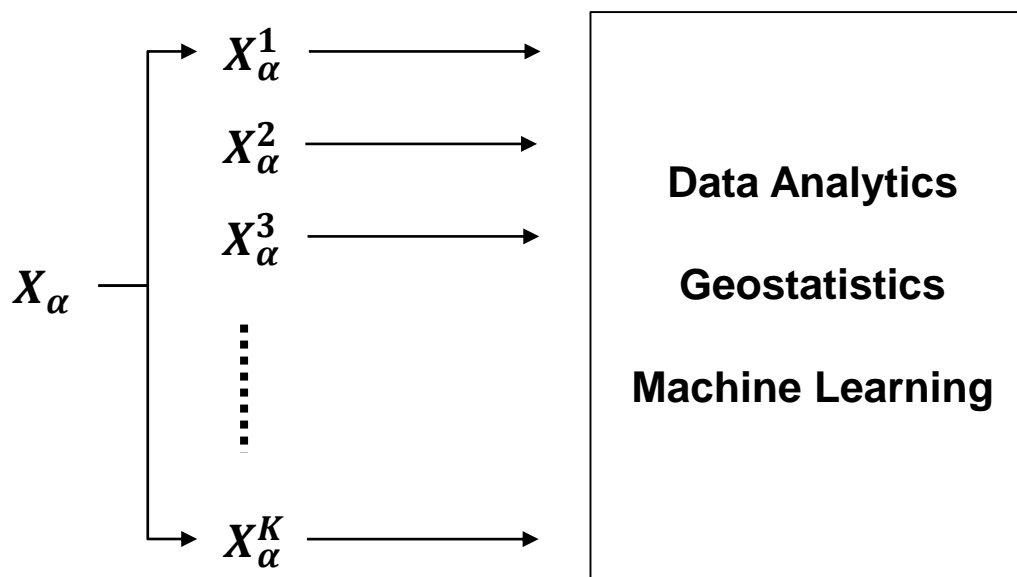 X_α^1
X_α^2
X_α^3
X_α
X_α^K
Data Analytics
Geostatistics
Machine Learning